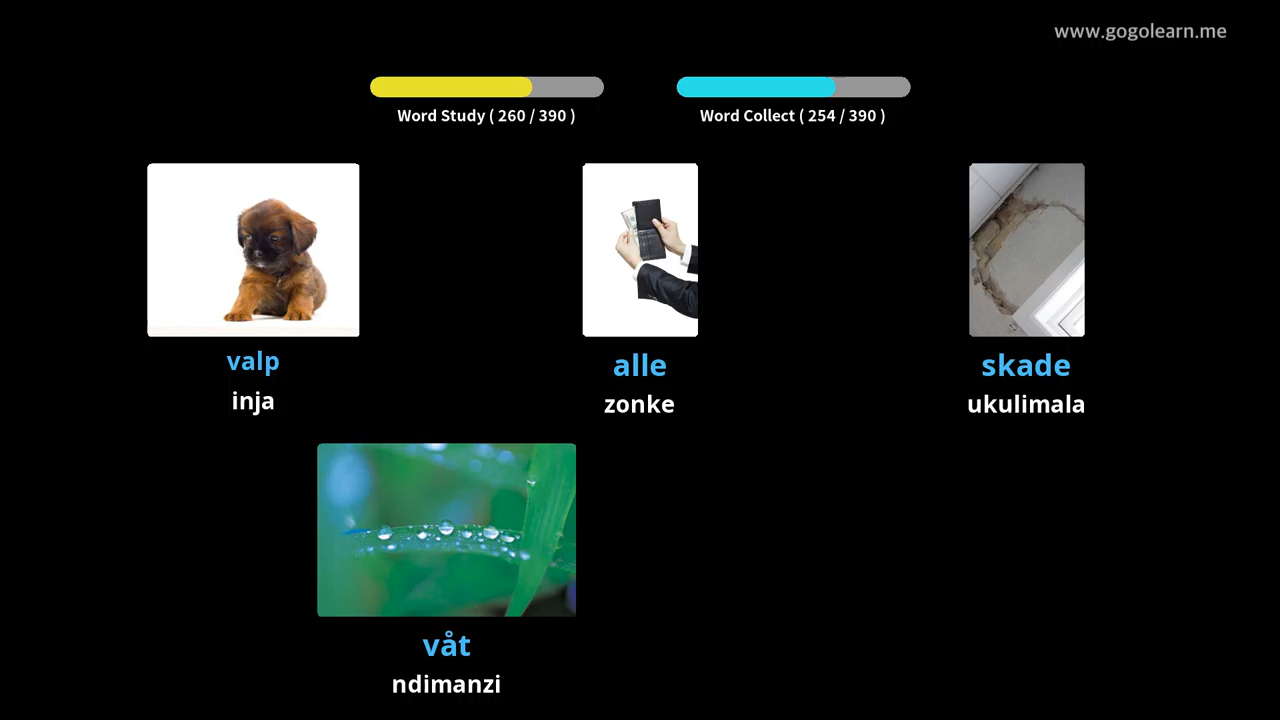 www.gogolearn.me
Word Study ( 260 / 390 )
Word Collect ( 254 / 390 )
valp
inja
alle
zonke
skade
ukulimala
våt
ndimanzi